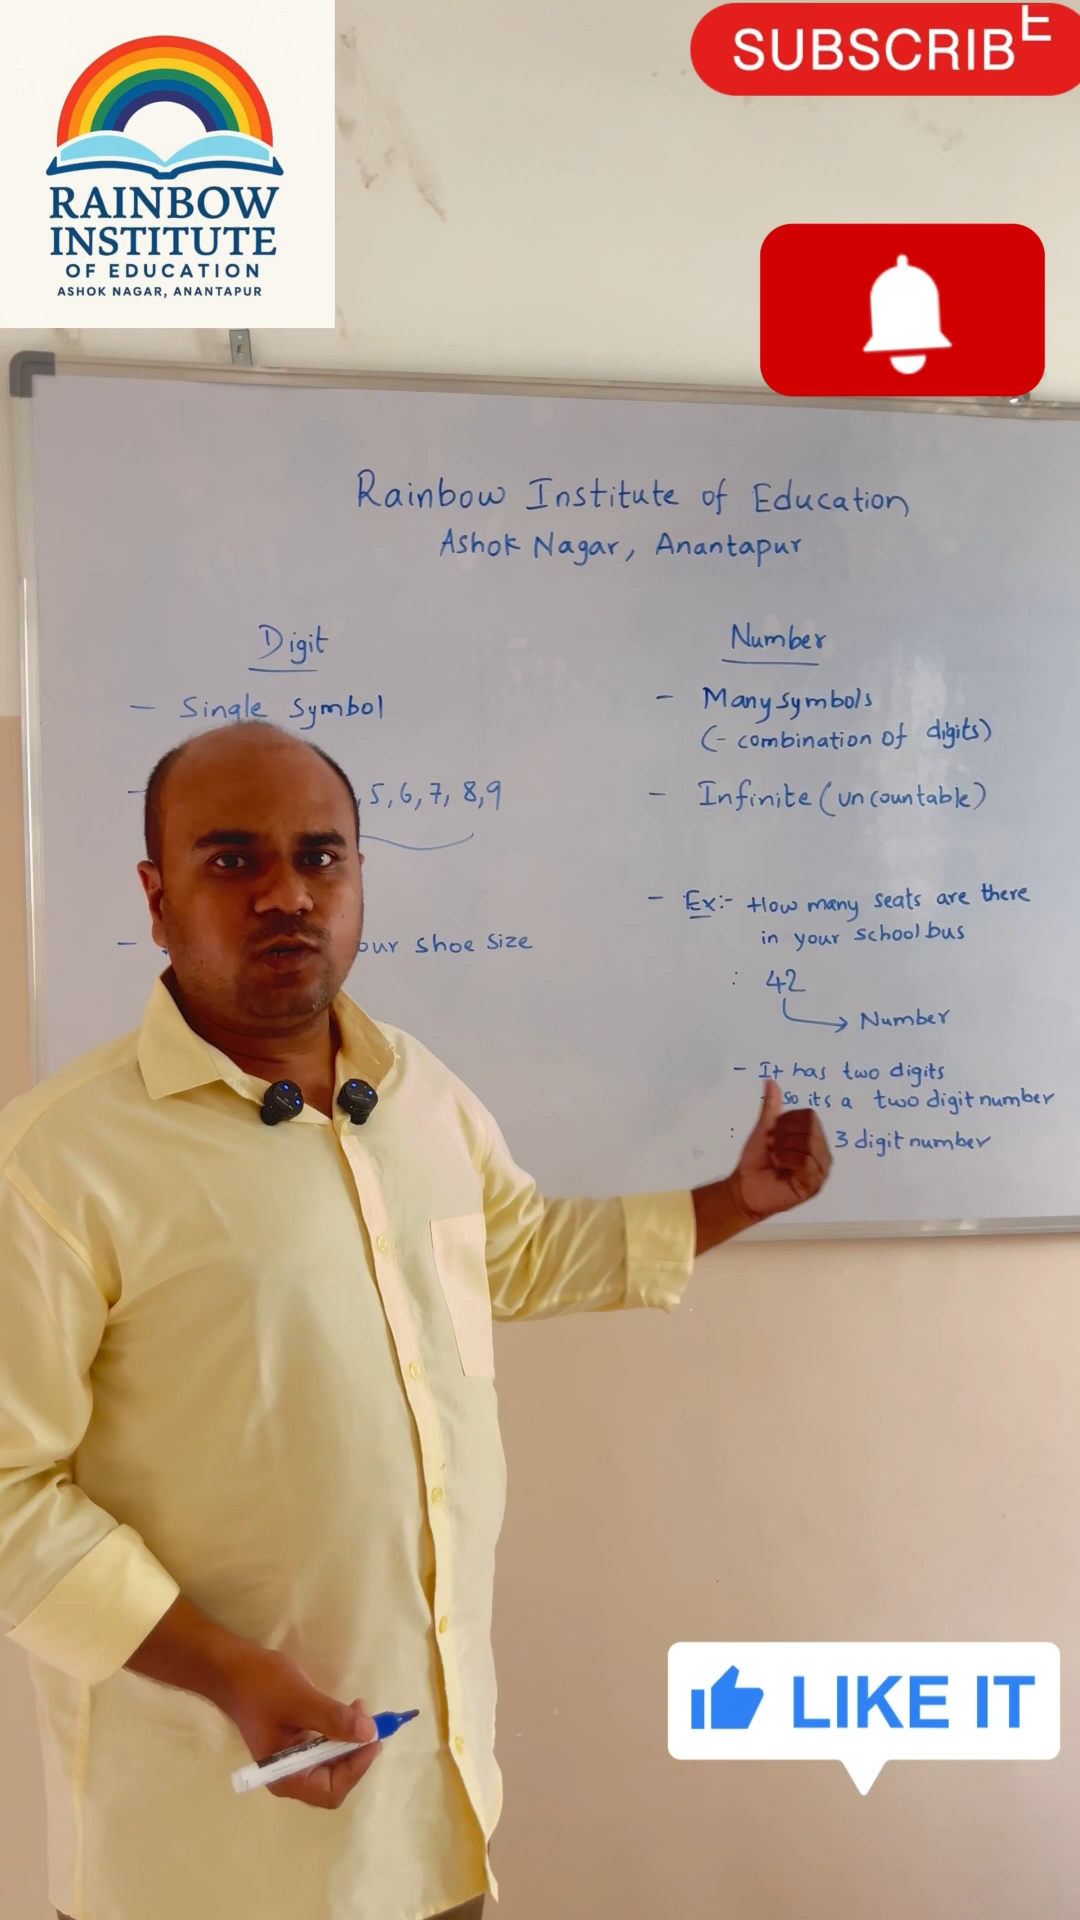 RAINBOW
INSTITUTE
OF EDUCATION
ASHOK NAGAR, ANANTAPUR
SUBSCRIBE
Rainbow Institute of Education
Ashok Nagar, Anantapur
Digit
- Single Symbol
- 5, 6, 7, 8, 9
- our shoe size
Number
- Many symbols
(- combination of digits)
- Infinite (uncountable)
- Ex:- How many seats are there
in your school bus
: 42
Number
- It has two digits
so its a two digit number
: 3 digit number
LIKE IT